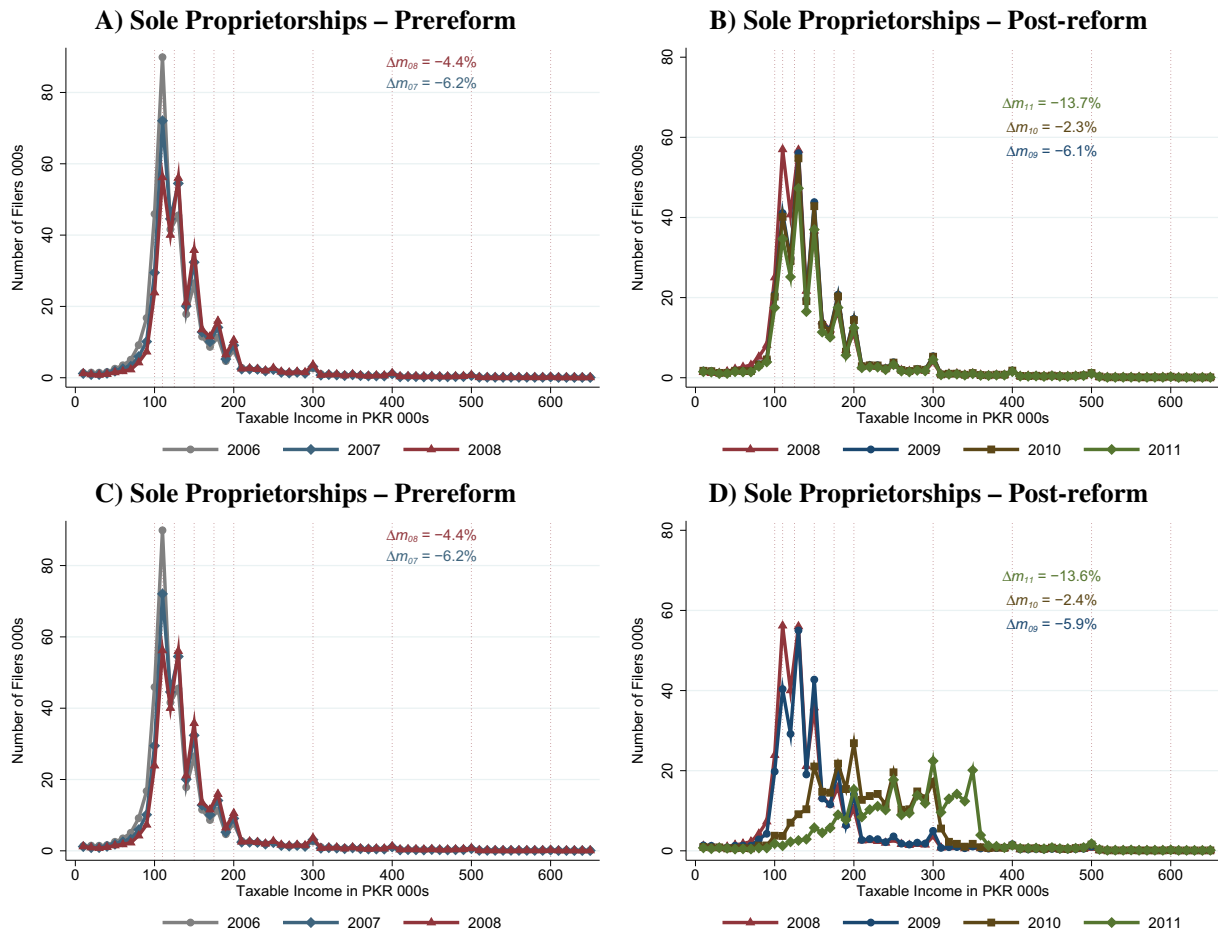 A) Sole Proprietorships – Prereform
Δm08 = −4.4%
Δm07 = −6.2%
Number of Filers 000s
0 20 40 60 80
0 100 200 300 400 500 600
Taxable Income in PKR 000s
2006 2007 2008
B) Sole Proprietorships – Post-reform
Δm11 = −13.7%
Δm10 = −2.3%
Δm09 = −6.1%
Number of Filers 000s
0 20 40 60 80
0 100 200 300 400 500 600
Taxable Income in PKR 000s
2008 2009 2010 2011
C) Sole Proprietorships – Prereform
Δm08 = −4.4%
Δm07 = −6.2%
Number of Filers 000s
0 20 40 60 80
0 100 200 300 400 500 600
Taxable Income in PKR 000s
2006 2007 2008
D) Sole Proprietorships – Post-reform
Δm11 = −13.6%
Δm10 = −2.4%
Δm09 = −5.9%
Number of Filers 000s
0 20 40 60 80
0 100 200 300 400 500 600
Taxable Income in PKR 000s
2008 2009 2010 2011